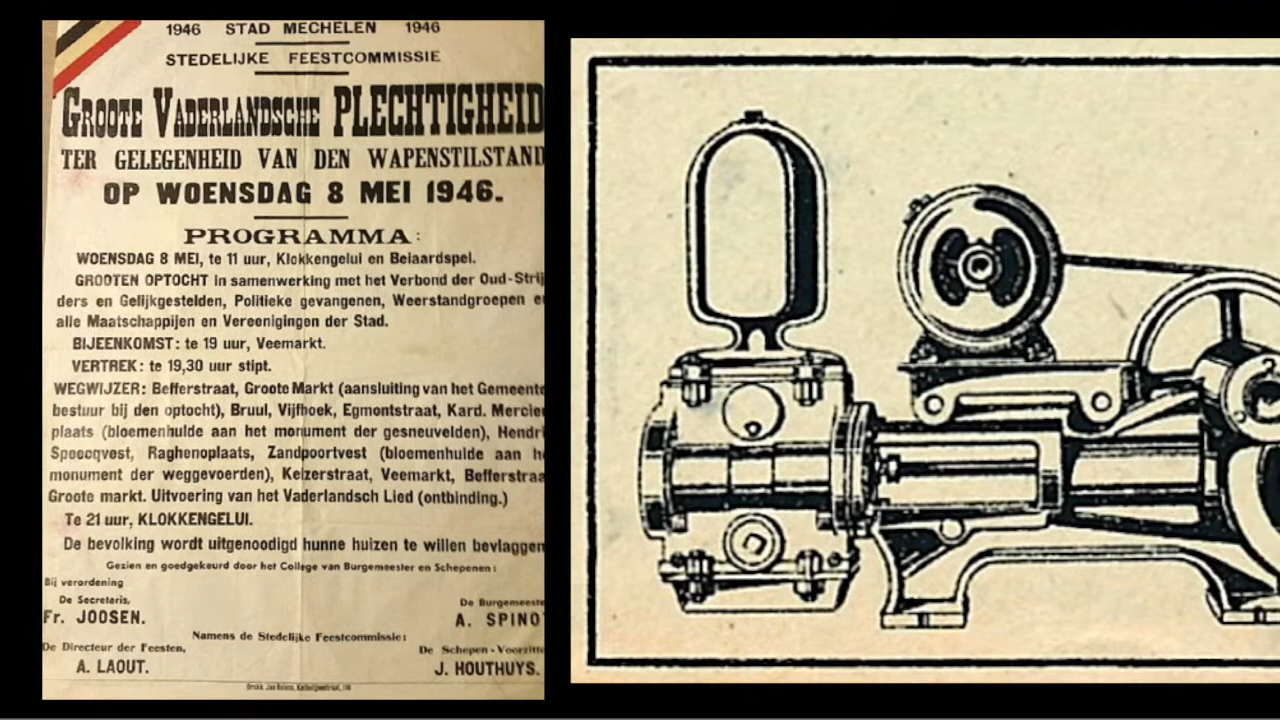 1946 STAD MECHELEN 1946
STEDELIJKE FEESTCOMMISSIE
GROOTE VADERLANDSCHE PLECHTIGHEID
TER GELEGENHEID VAN DEN WAPENSTILSTAND
OP WOENSDAG 8 MEI 1946.
PROGRAMMA:
WOENSDAG 8 MEI, te 11 uur, Klokkengelui en Beiaardspel.
GROOTEN OPTOCHT in samenwerking met het Verbond der Oud-Strij
ders en Gelijkgestelden, Politieke gevangenen, Weerstandgroepen e
alle Maatschappijen en Vereenigingen der Stad.
BIJEENKOMST: te 19 uur, Veemarkt.
VERTREK: te 19,30 uur stipt.
WEGWIJZER: Befferstraat, Groote Markt (aansluiting van het Gemeente
bestuur bij den optocht), Bruul, Vijfhoek, Egmontstraat, Kard. Mercier
plaats (bloemenhulde aan het monument der gesneuvelden), Hendri
Speecqvest, Raghenoplaats, Zandpoortvest (bloemenhulde aan h
monument der weggevoerden), Keizerstraat, Veemarkt, Befferstraa
Groote markt. Uitvoering van het Vaderlandsch Lied (ontbinding.)
Te 21 uur, KLOKKENGELUI.
De bevolking wordt uitgenoodigd hunne huizen te willen bevlaggen
Gezien en goedgekeurd door het College van Burgemeester en Schepenen:
Bij verordening
De Secretaris,
Fr. JOOSEN.
De Burgemeeste
A. SPINO
Namens de Stedelijke Feestcommissie:
De Directeur der Feesten,
A. LAOUT.
De Schepen-Voorzitte
J. HOUTHUYS.